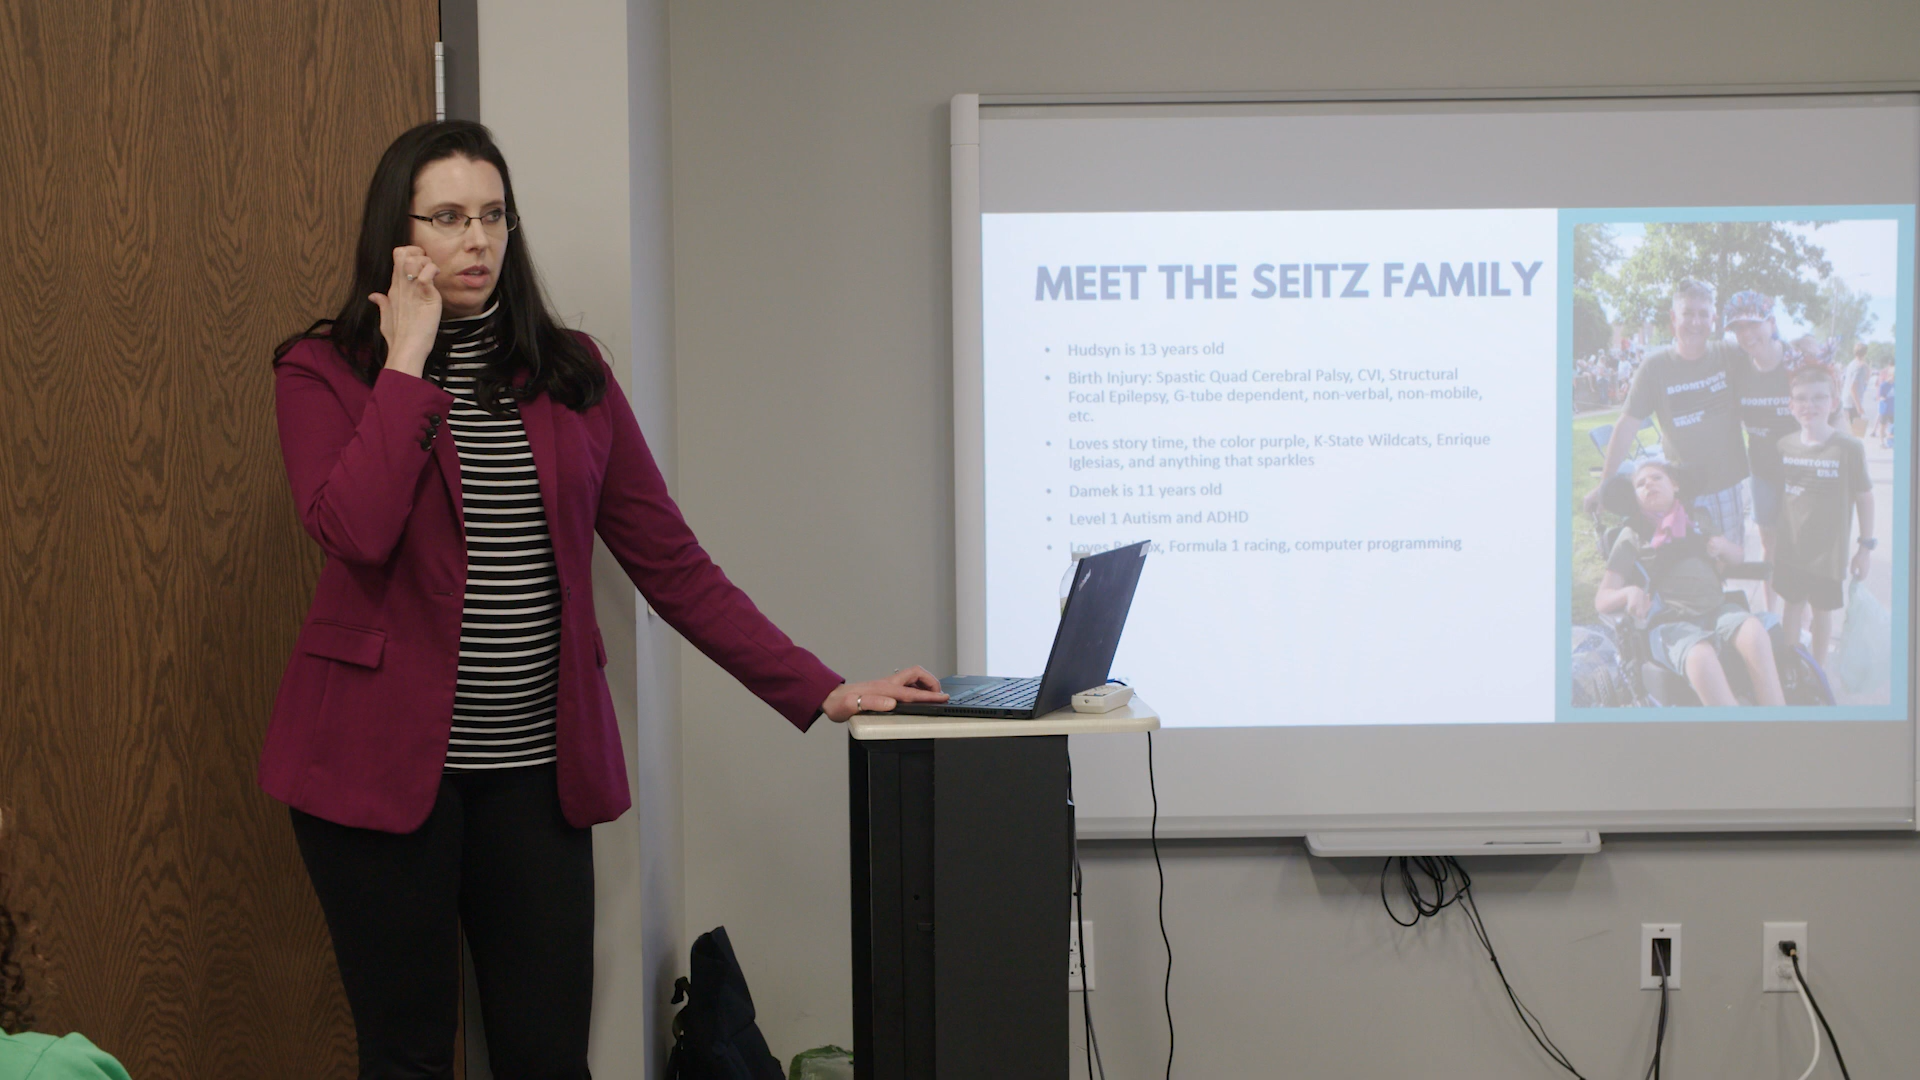 MEET THE SEITZ FAMILY
• Hudsyn is 13 years old
• Birth Injury: Spastic Quad Cerebral Palsy, CVI, Structural
Focal Epilepsy, G-tube dependent, non-verbal, non-mobile,
etc.
• Loves story time, the color purple, K-State Wildcats, Enrique
Iglesias, and anything that sparkles
• Damek is 11 years old
• Level 1 Autism and ADHD
• Loves Formula 1 racing, computer programming
BOOMTOWN
USA
BOOMTOWN
USA
BOOMTOWN
USA